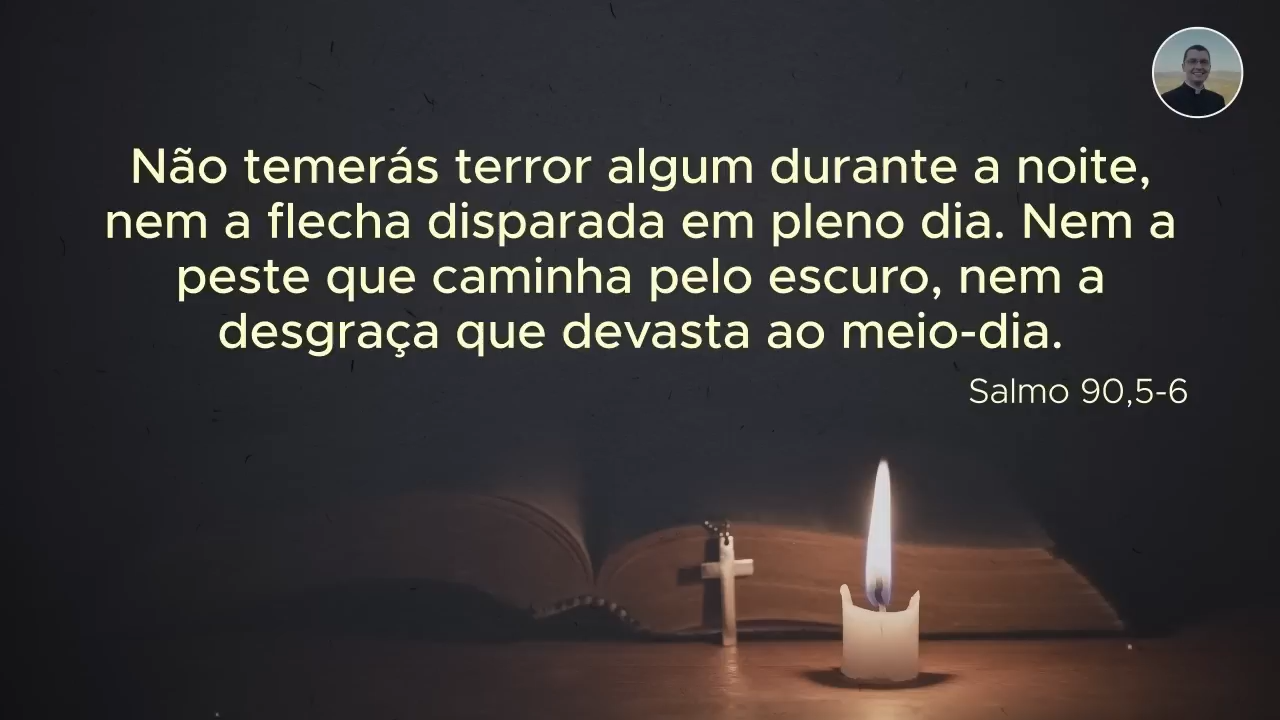 Não temerás terror algum durante a noite,
nem a flecha disparada em pleno dia. Nem a
peste que caminha pelo escuro, nem a
desgraça que devasta ao meio-dia.
Salmo 90,5-6